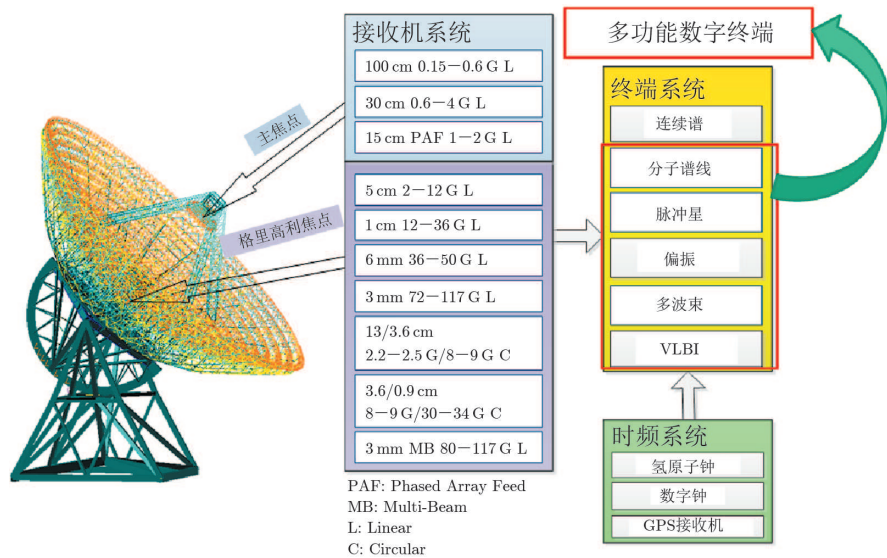 接收机系统
100 cm 0.15−0.6 G L
30 cm 0.6−4 G L
15 cm PAF 1−2 G L
主焦点
格里高利焦点
5 cm 2−12 G L
1 cm 12−36 G L
6 mm 36−50 G L
3 mm 72−117 G L
13/3.6 cm
2.2−2.5 G/8−9 G C
3.6/0.9 cm
8−9 G/30−34 G C
3 mm MB 80−117 G L
PAF: Phased Array Feed
MB: Multi-Beam
L: Linear
C: Circular
多功能数字终端
终端系统
连续谱
分子谱线
脉冲星
偏振
多波束
VLBI
时频系统
氢原子钟
数字钟
GPS接收机